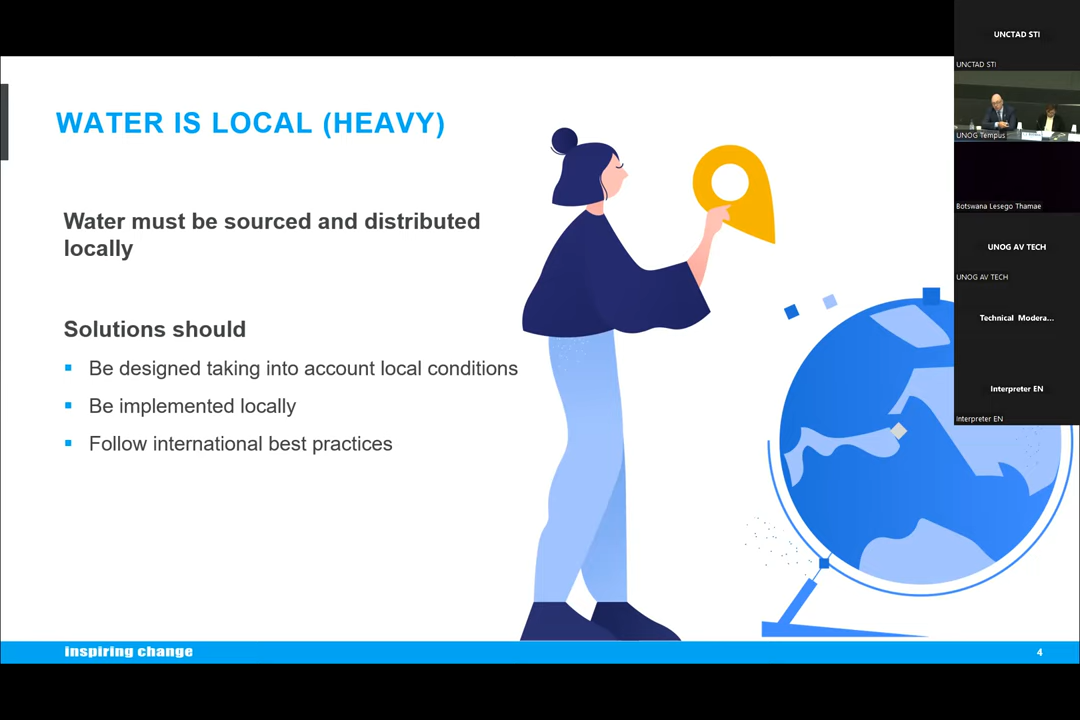 WATER IS LOCAL (HEAVY)
Water must be sourced and distributed
locally
Solutions should
Be designed taking into account local conditions
Be implemented locally
Follow international best practices
inspiring change
4
UNCTAD STI
UNCTAD STI
UNOG Tempus
Botswana Lesego Thamae
UNOG AV TECH
UNOG AV TECH
Technical Modera...
Interpreter EN
Interpreter EN